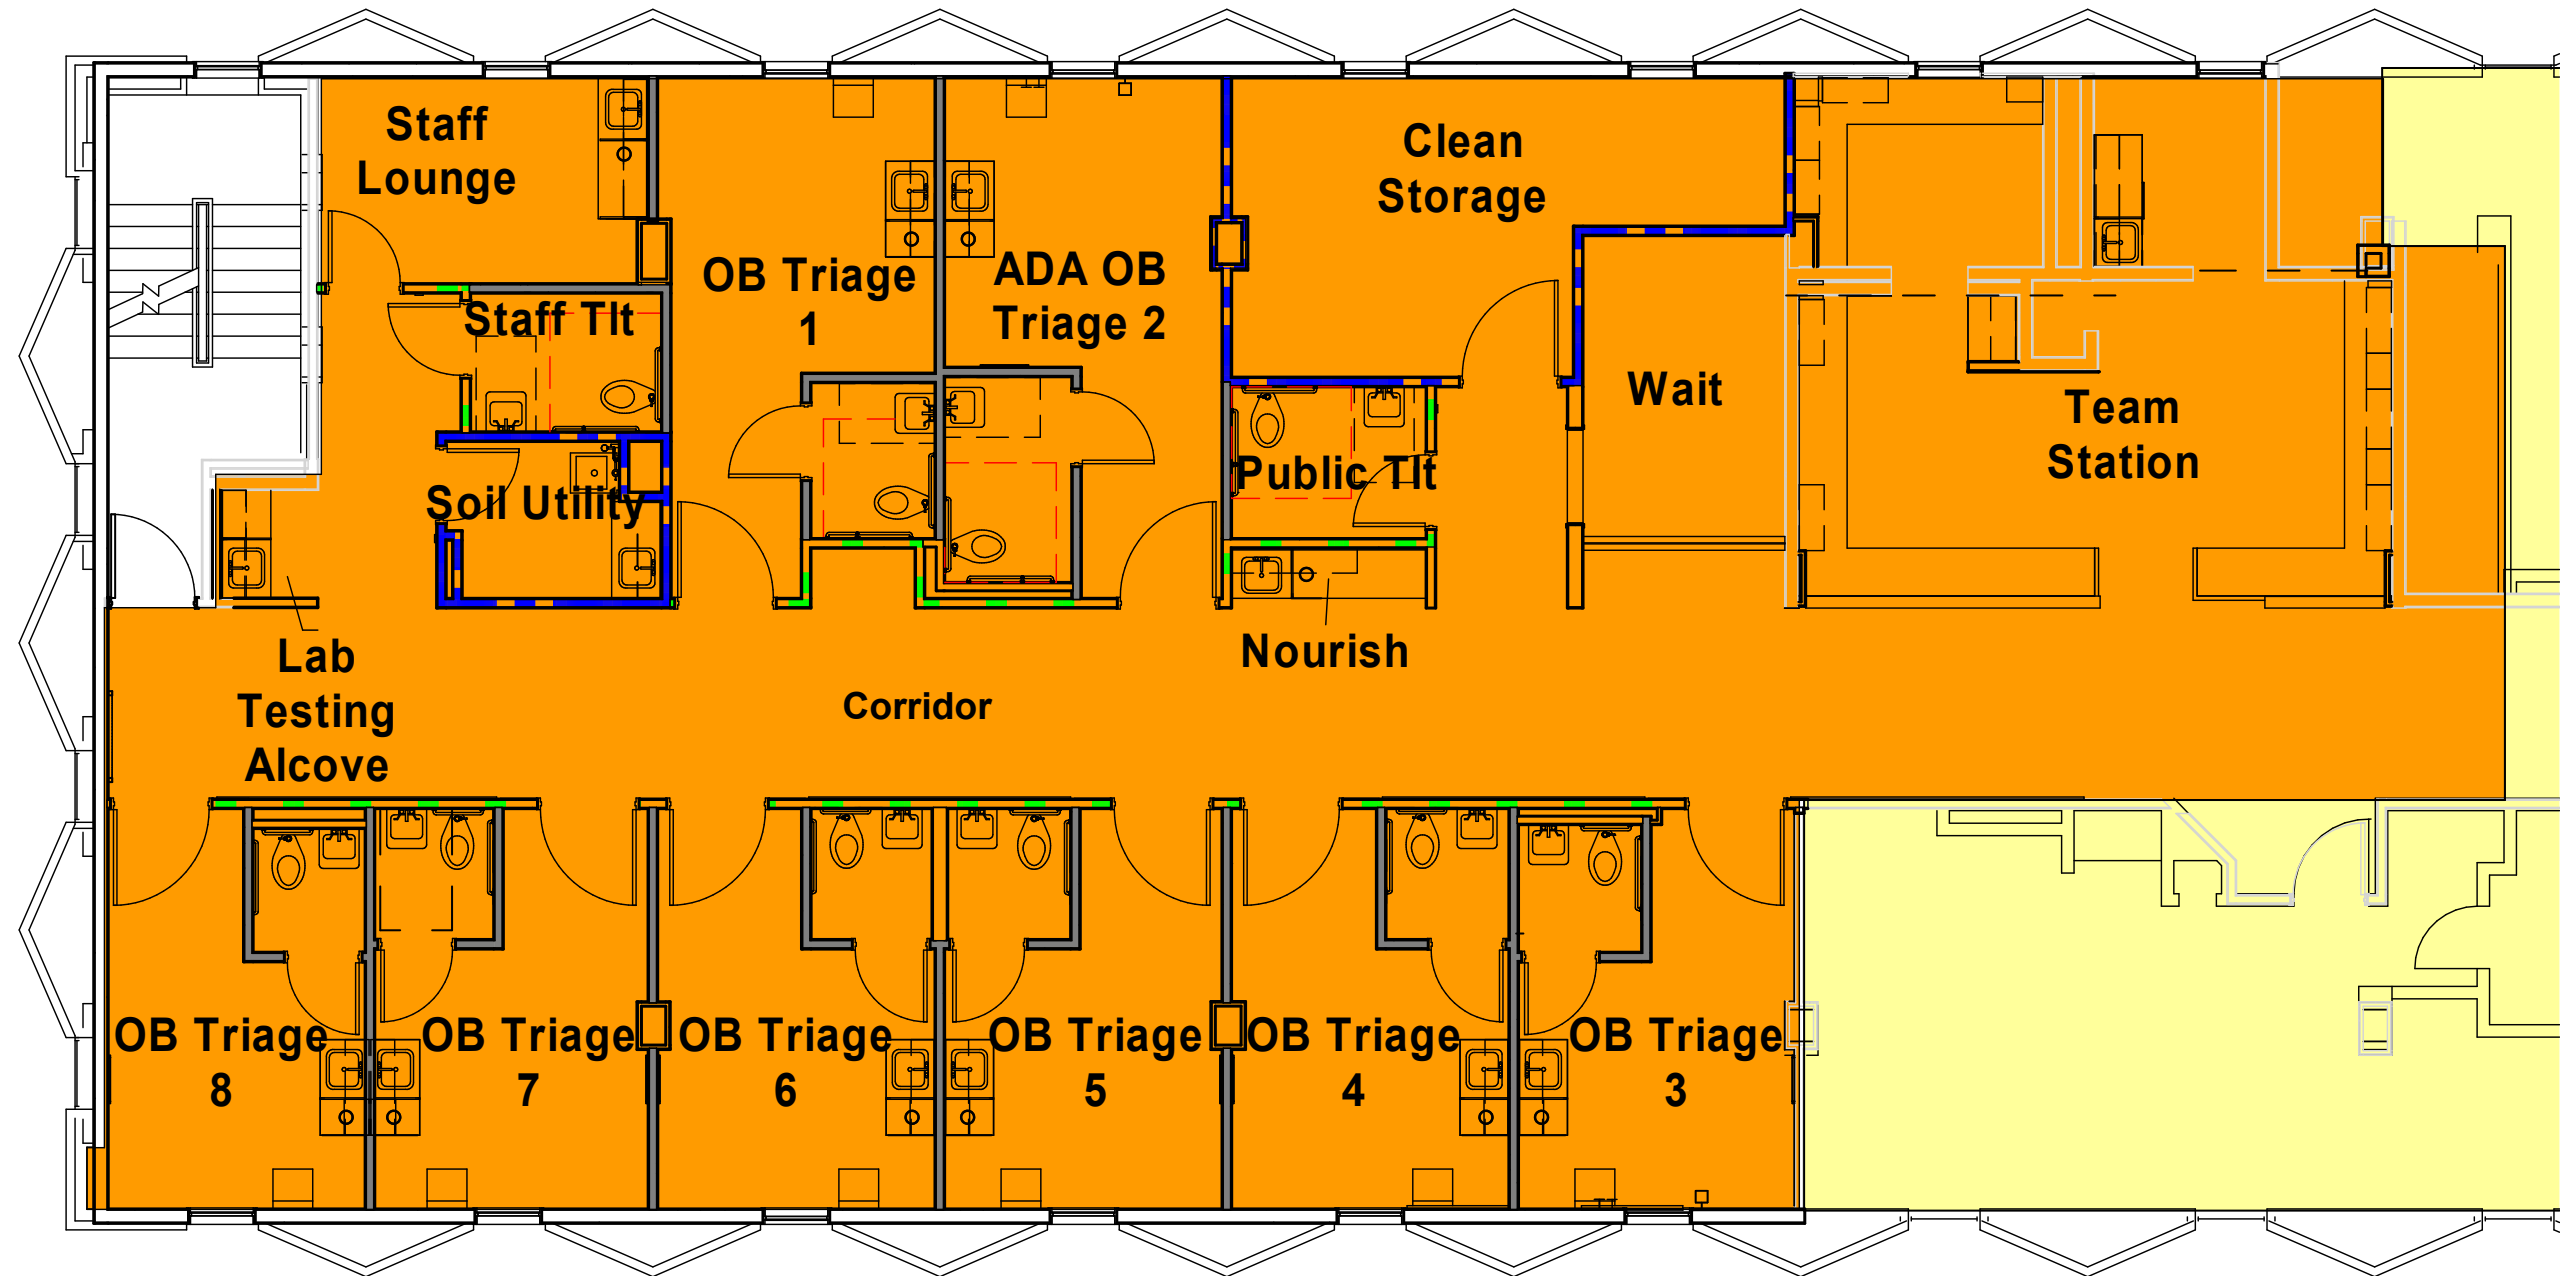 Staff
Lounge
Clean
Storage
OB Triage
1
ADA OB
Triage 2
Staff Tlt
Wait
Team
Station
Public Tlt
Soil Utility
Nourish
Lab
Testing
Alcove
Corridor
OB Triage
8
OB Triage
7
OB Triage
6
OB Triage
5
OB Triage
4
OB Triage
3